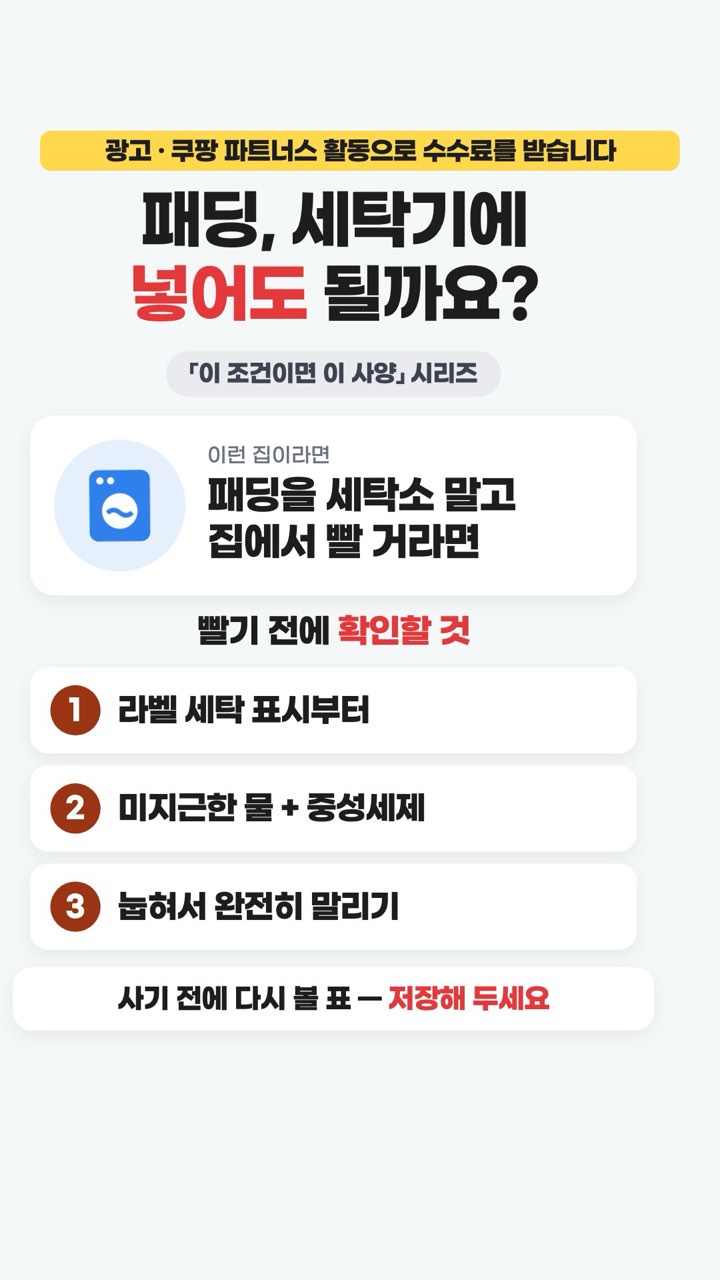 광고 · 쿠팡 파트너스 활동으로 수수료를 받습니다
패딩, 세탁기에
넣어도 될까요?
「이 조건이면 이 사양」 시리즈
이런 집이라면
패딩을 세탁소 말고
집에서 빨 거라면
빨기 전에 확인할 것
1 라벨 세탁 표시부터
2 미지근한 물 + 중성세제
3 눕혀서 완전히 말리기
사기 전에 다시 볼 표 — 저장해 두세요